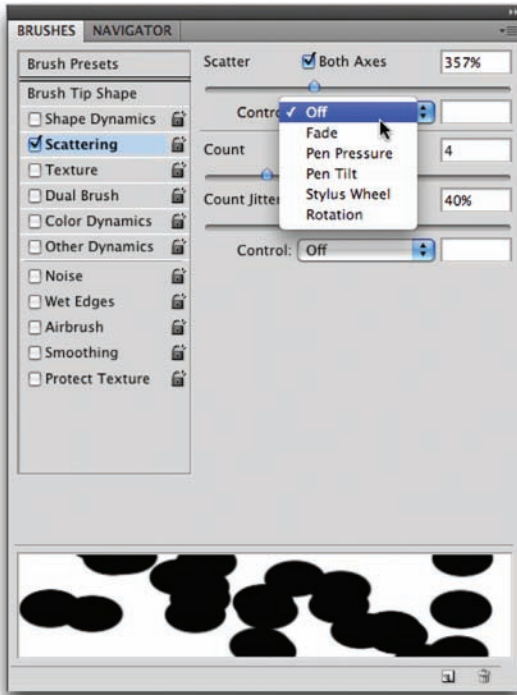 BRUSHES NAVIGATOR
Brush Presets
Brush Tip Shape
Shape Dynamics
Scattering
Texture
Dual Brush
Color Dynamics
Other Dynamics
Noise
Wet Edges
Airbrush
Smoothing
Protect Texture
Scatter Both Axes 357%
Off
Fade
Pen Pressure
Pen Tilt
Stylus Wheel
Rotation
Count 4
Count Jitter 40%
Control: Off